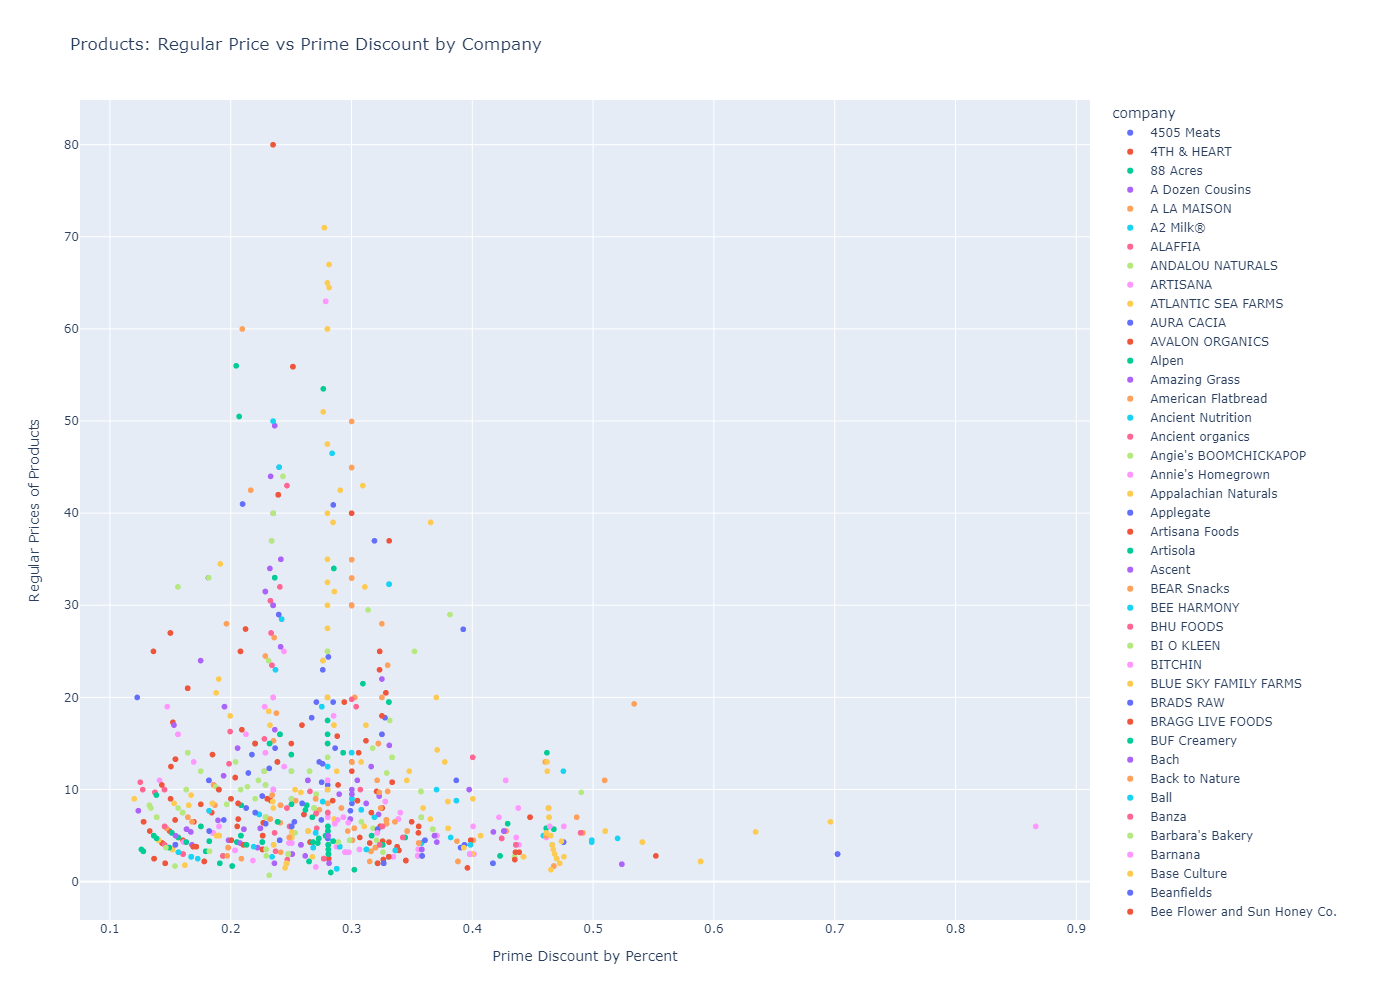 Products: Regular Price vs Prime Discount by Company
company
4505 Meats
4TH & HEART
88 Acres
A Dozen Cousins
A LA MAISON
A2 Milk®
ALAFFIA
ANDALOU NATURALS
ARTISANA
ATLANTIC SEA FARMS
AURA CACIA
AVALON ORGANICS
Alpen
Amazing Grass
American Flatbread
Ancient Nutrition
Ancient organics
Angie's BOOMCHICKAPOP
Annie's Homegrown
Appalachian Naturals
Applegate
Artisana Foods
Artisola
Ascent
BEAR Snacks
BEE HARMONY
BHU FOODS
BI O KLEEN
BITCHIN
BLUE SKY FAMILY FARMS
BRADS RAW
BRAGG LIVE FOODS
BUF Creamery
Bach
Back to Nature
Ball
Banza
Barbara's Bakery
Barnana
Base Culture
Beanfields
Bee Flower and Sun Honey Co.
80
70
60
50
40
30
20
10
0
Regular Prices of Products
0.1
0.2
0.3
0.4
0.5
0.6
0.7
0.8
0.9
Prime Discount by Percent